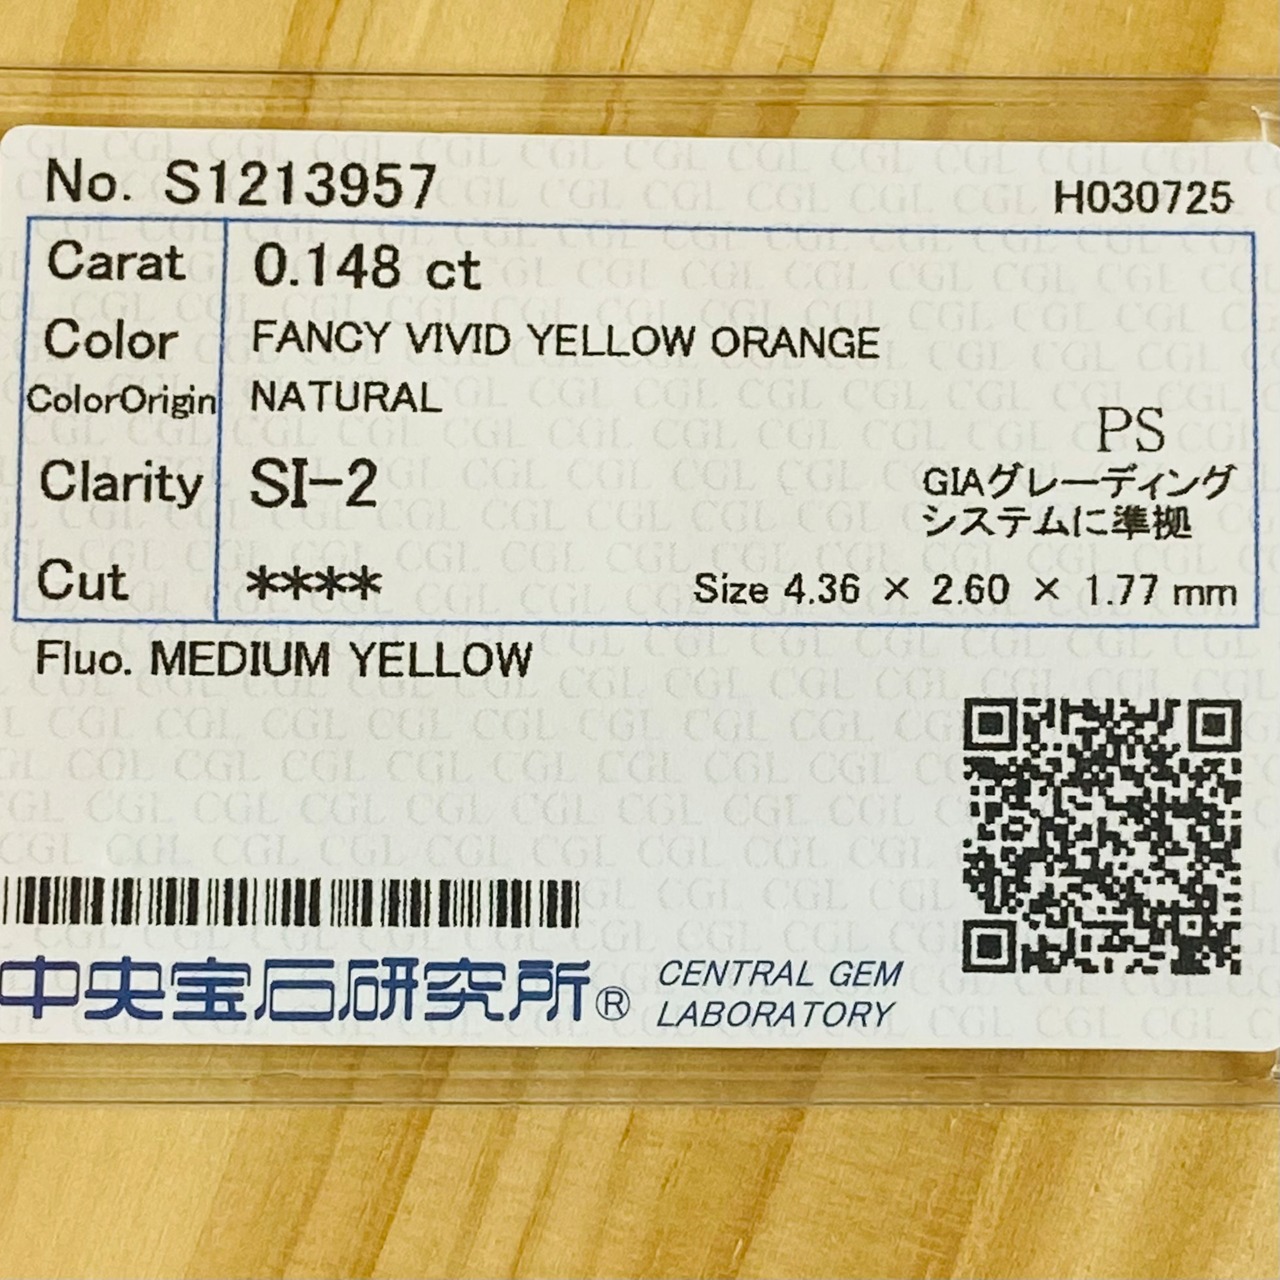 No. S1213957
H030725
Carat 0.148 ct
Color FANCY VIVID YELLOW ORANGE
ColorOrigin NATURAL
PS
Clarity SI-2
GIAグレーディング
システムに準拠
Cut ****
Size 4.36 × 2.60 × 1.77 mm
Fluo. MEDIUM YELLOW
中央宝石研究所®
CENTRAL GEM
LABORATORY